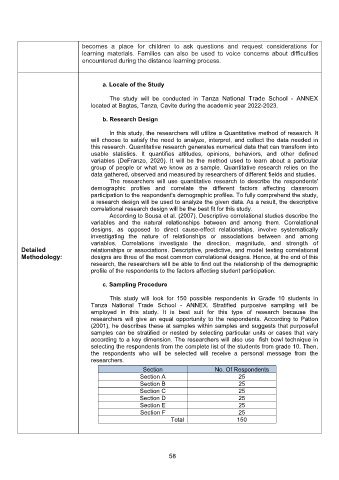 becomes a place for children to ask questions and request considerations for
learning materials. Families can also be used to voice concerns about difficulties
encountered during the distance learning process.
a. Locale of the Study
The study will be conducted in Tanza National Trade School - ANNEX
located at Bagtas, Tanza, Cavite during the academic year 2022-2023.
b. Research Design
In this study, the researchers will utilize a Quantitative method of research. It
will choose to satisfy the need to analyze, interpret, and collect the data needed in
this research. Quantitative research generates numerical data that can transform into
usable statistics. It quantifies attitudes, opinions, behaviors, and other defined
variables (DeFranzo, 2020). It will be the method used to learn about a particular
group of people or what we know as a sample. Quantitative research relies on the
data gathered, observed and measured by researchers of different fields and studies.
The researchers will use quantitative research to describe the respondents'
demographic profiles and correlate the different factors affecting classroom
participation to the respondent's demographic profiles. To fully comprehend the study,
a research design will be used to analyze the given data. As a result, the descriptive
correlational research design will be the best fit for this study.
According to Sousa et al. (2007), Descriptive correlational studies describe the
variables and the natural relationships between and among them. Correlational
designs, as opposed to direct cause-effect relationships, involve systematically
investigating the nature of relationships or associations between and among
variables. Correlations investigate the direction, magnitude, and strength of
relationships or associations. Descriptive, predictive, and model testing correlational
designs are three of the most common correlational designs. Hence, at the end of this
research, the researchers will be able to find out the relationship of the demographic
profile of the respondents to the factors affecting student participation.
Detailed
Methodology:
c. Sampling Procedure
This study will look for 150 possible respondents in Grade 10 students in
Tanza National Trade School - ANNEX. Stratified purposive sampling will be
employed in this study. It is best suit for this type of research because the
researchers will give an equal opportunity to the respondents. According to Patton
(2001), he describes these at samples within samples and suggests that purposeful
samples can be stratified or nested by selecting particular units or cases that vary
according to a key dimension. The researchers will also use fish bowl technique in
selecting the respondents from the complete list of the students from grade 10. Then,
the respondents who will be selected will receive a personal message from the
researchers.
Section No. Of Respondents
Section A 25
Section B 25
Section C 25
Section D 25
Section E 25
Section F 25
Total 150
58